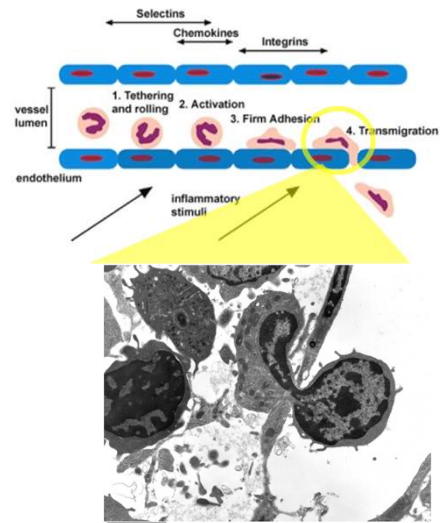 Selectins
Chemokines
Integrins
1. Tethering
and rolling
2. Activation
3. Firm Adhesion
4. Transmigration
vessel
lumen
endothelium
inflammatory
stimuli